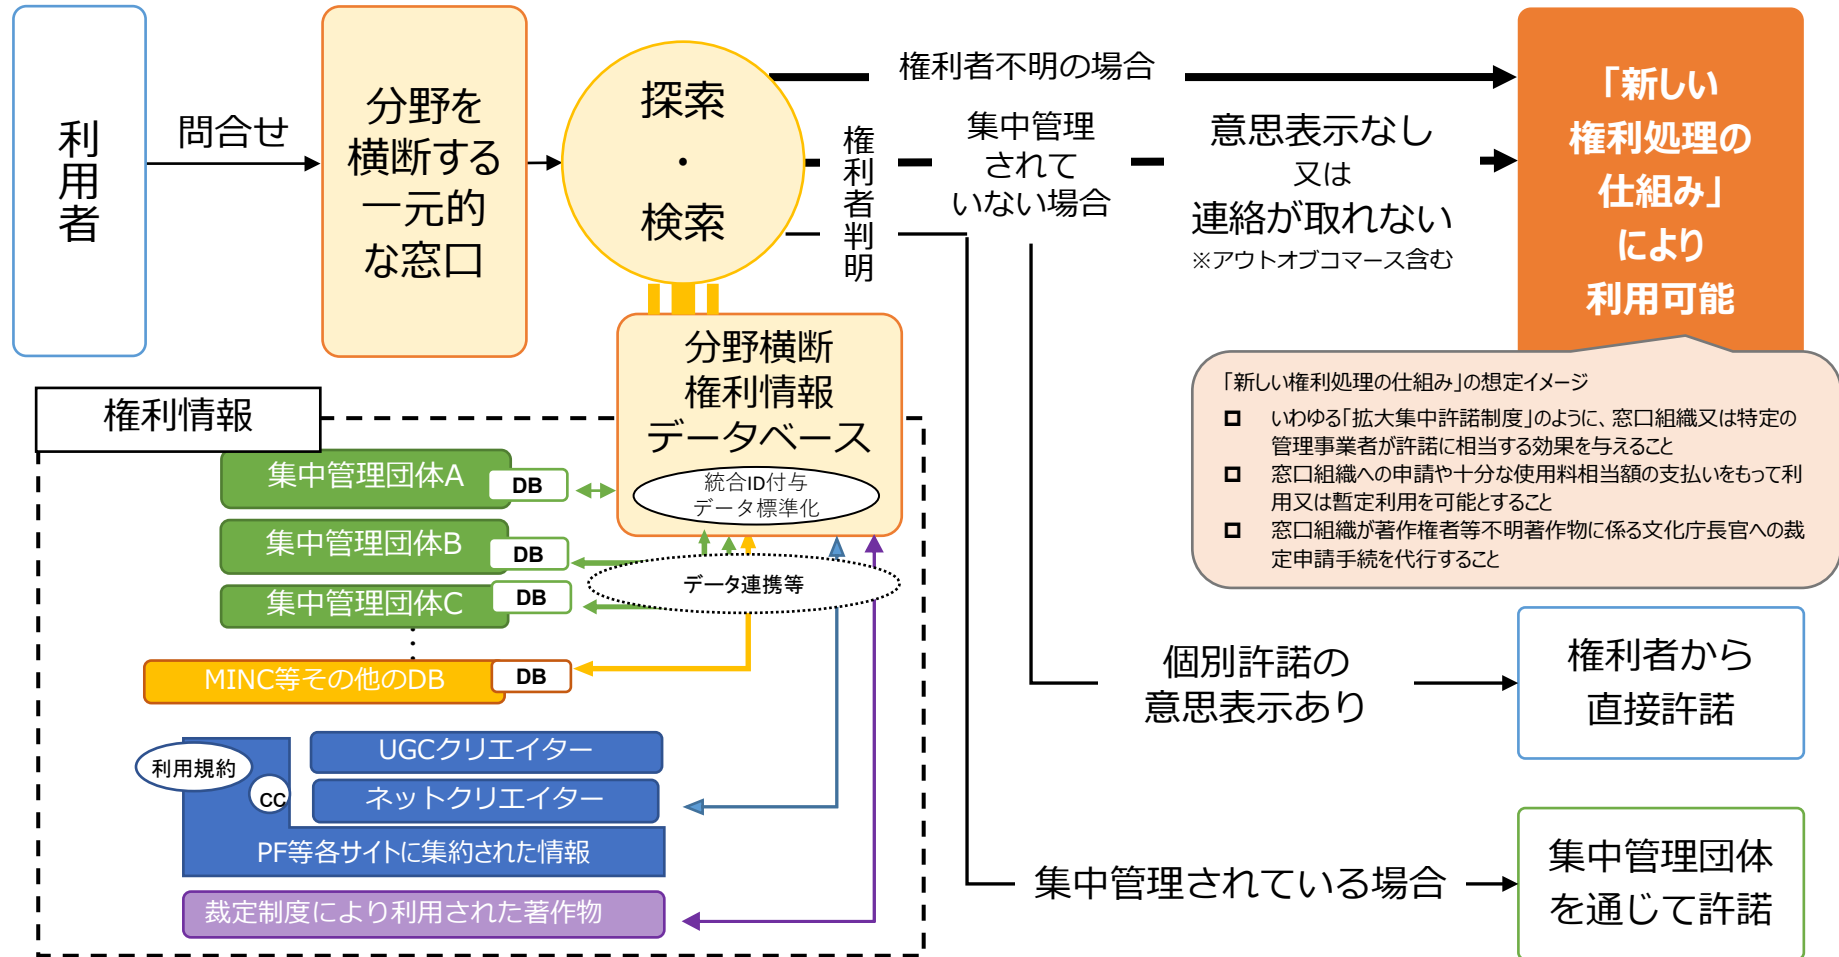 利用者
問合せ
分野を
横断する
一元的
な窓口
探索
・
検索
権利者不明の場合
権利者判明
集中管理
されて
いない場合
意思表示なし
又は
連絡が取れない
※アウトオブコマース含む
「新しい
権利処理の
仕組み」
により
利用可能
「新しい権利処理の仕組み」の想定イメージ
いわゆる「拡大集中許諾制度」のように、窓口組織又は特定の
管理事業者が許諾に相当する効果を与えること
窓口組織への申請や十分な使用料相当額の支払いをもって利
用又は暫定利用を可能とすること
窓口組織が著作権者等不明著作物に係る文化庁長官への裁
定申請手続を代行すること
分野横断
権利情報
データベース
統合ID付与
データ標準化
データ連携等
権利情報
集中管理団体A
DB
集中管理団体B
DB
集中管理団体C
DB
MINC等その他のDB
DB
利用規約
CC
UGCクリエイター
ネットクリエイター
PF等各サイトに集約された情報
裁定制度により利用された著作物
個別許諾の
意思表示あり
権利者から
直接許諾
集中管理されている場合
集中管理団体
を通じて許諾